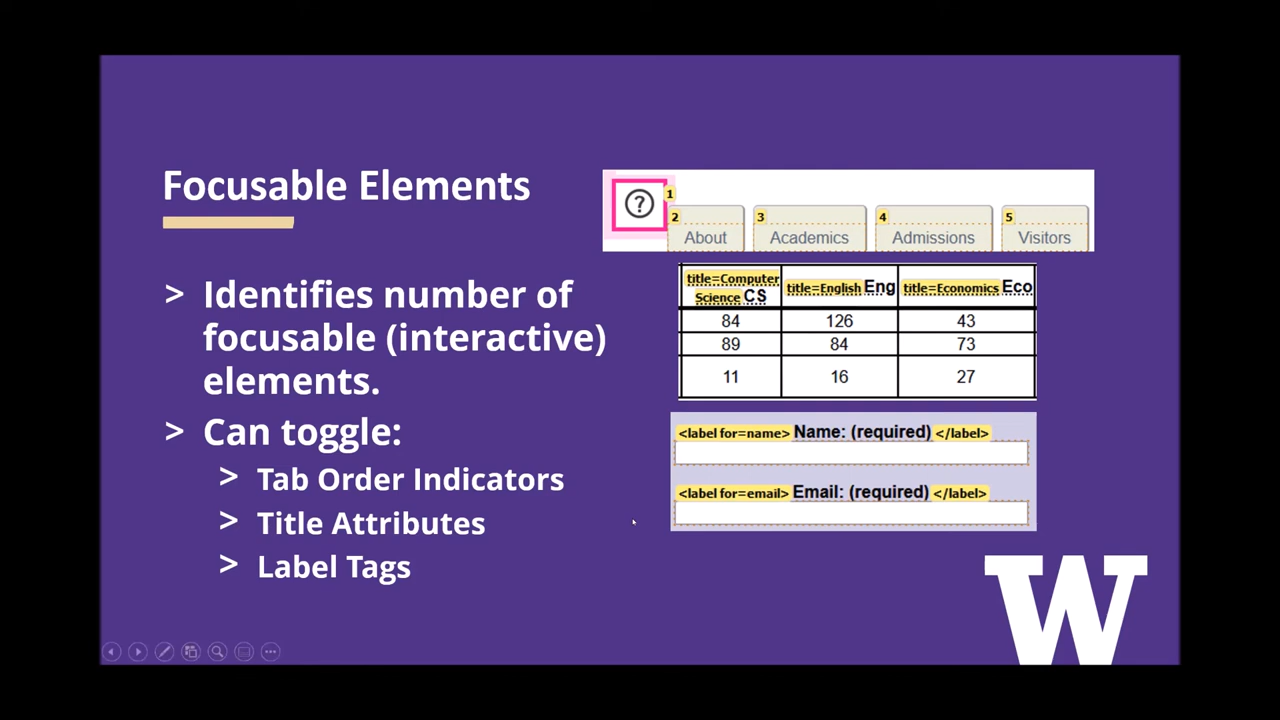 Focusable Elements
> Identifies number of
focusable (interactive)
elements.
> Can toggle:
> Tab Order Indicators
> Title Attributes
> Label Tags
? 1
2 3 4 5
About Academics Admissions Visitors
title=Computer
Science CS title=English Eng title=Economics Eco
84 126 43
89 84 73
11 16 27
<label for=name> Name: (required) </label>
<label for=email> Email: (required) </label>
W